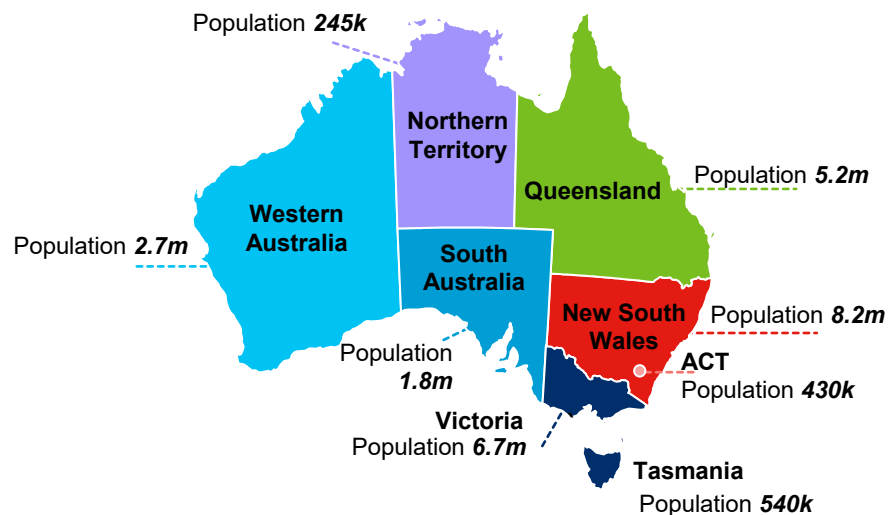 Population 245k
Northern
Territory
Population 5.2m
Queensland
Western
Australia
Population 2.7m
South
Australia
New South
Wales
Population 8.2m
Population
1.8m
ACT
Population 430k
Victoria
Population 6.7m
Tasmania
Population 540k